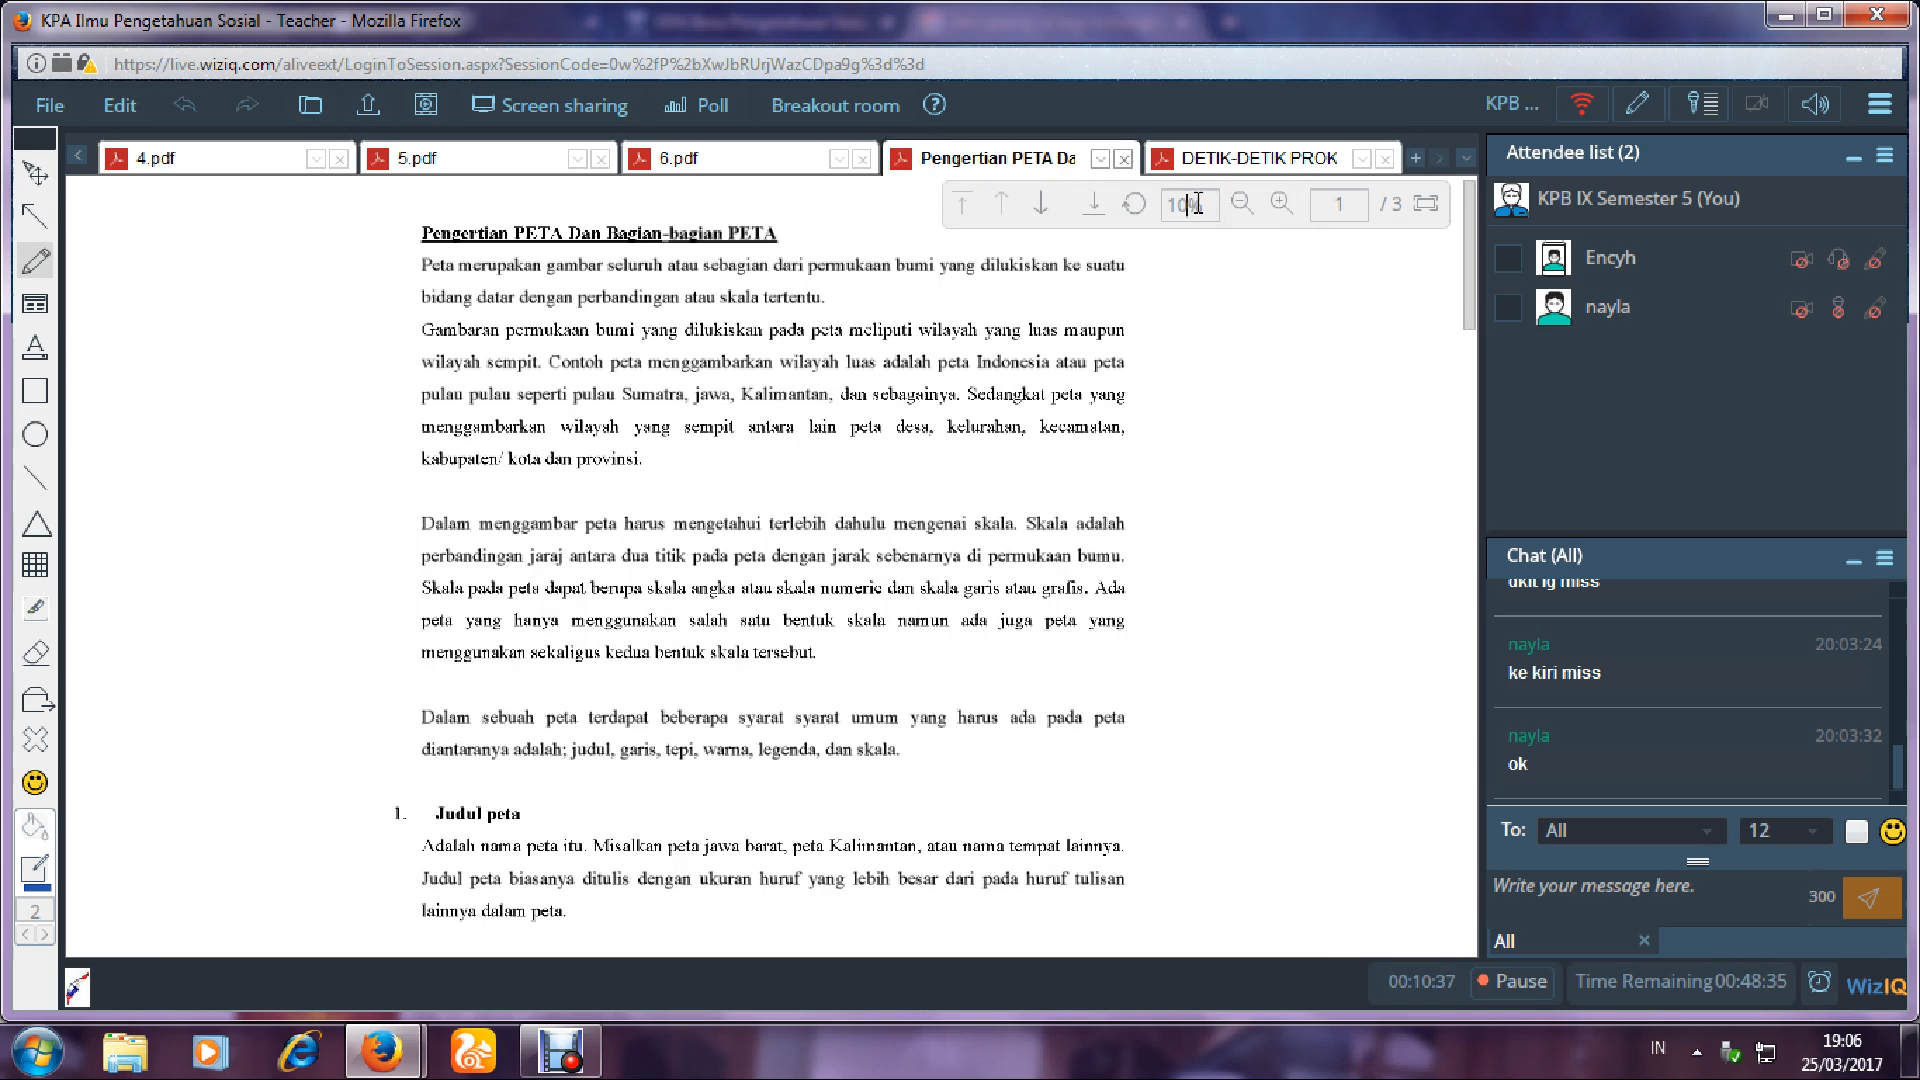 KPA Ilmu Pengetahuan Sosial - Teacher - Mozilla Firefox
https://live.wiziq.com/aliveext/LoginToSession.aspx?SessionCode=0w%2fP%2bXwJbRUrjWazCDpa9g%3d%3d
File Edit Screen sharing Poll Breakout room KPB ...
4.pdf 5.pdf 6.pdf Pengertian PETA Da DETIK-DETIK PROK
10% 1 / 3
Pengertian PETA Dan Bagian-bagian PETA
Peta merupakan gambar seluruh atau sebagian dari permukaan bumi yang dilukiskan ke suatu
bidang datar dengan perbandingan atau skala tertentu.
Gambaran permukaan bumi yang dilukiskan pada peta meliputi wilayah yang luas maupun
wilayah sempit. Contoh peta menggambarkan wilayah luas adalah peta Indonesia atau peta
pulau pulau seperti pulau Sumatra, jawa, Kalimantan, dan sebagainya. Sedangkat peta yang
menggambarkan wilayah yang sempit antara lain peta desa, kelurahan, kecamatan,
kabupaten/ kota dan provinsi.
Dalam menggambar peta harus mengetahui terlebih dahulu mengenai skala. Skala adalah
perbandingan jaraj antara dua titik pada peta dengan jarak sebenarnya di permukaan bumu.
Skala pada peta dapat berupa skala angka atau skala numeric dan skala garis atau grafis. Ada
peta yang hanya menggunakan salah satu bentuk skala namun ada juga peta yang
menggunakan sekaligus kedua bentuk skala tersebut.
Dalam sebuah peta terdapat beberapa syarat syarat umum yang harus ada pada peta
diantaranya adalah; judul, garis, tepi, warna, legenda, dan skala.
1. Judul peta
Adalah nama peta itu. Misalkan peta jawa barat, peta Kalimantan, atau nama tempat lainnya.
Judul peta biasanya ditulis dengan ukuran huruf yang lebih besar dari pada huruf tulisan
lainnya dalam peta.
2
Attendee list (2)
KPB IX Semester 5 (You)
Encyh
nayla
Chat (All)
dkit lg miss
nayla 20:03:24
ke kiri miss
nayla 20:03:32
ok
To: All 12
Write your message here.
300
All
00:10:37 Pause Time Remaining00:48:35 WizIQ
IN
19:06
25/03/2017